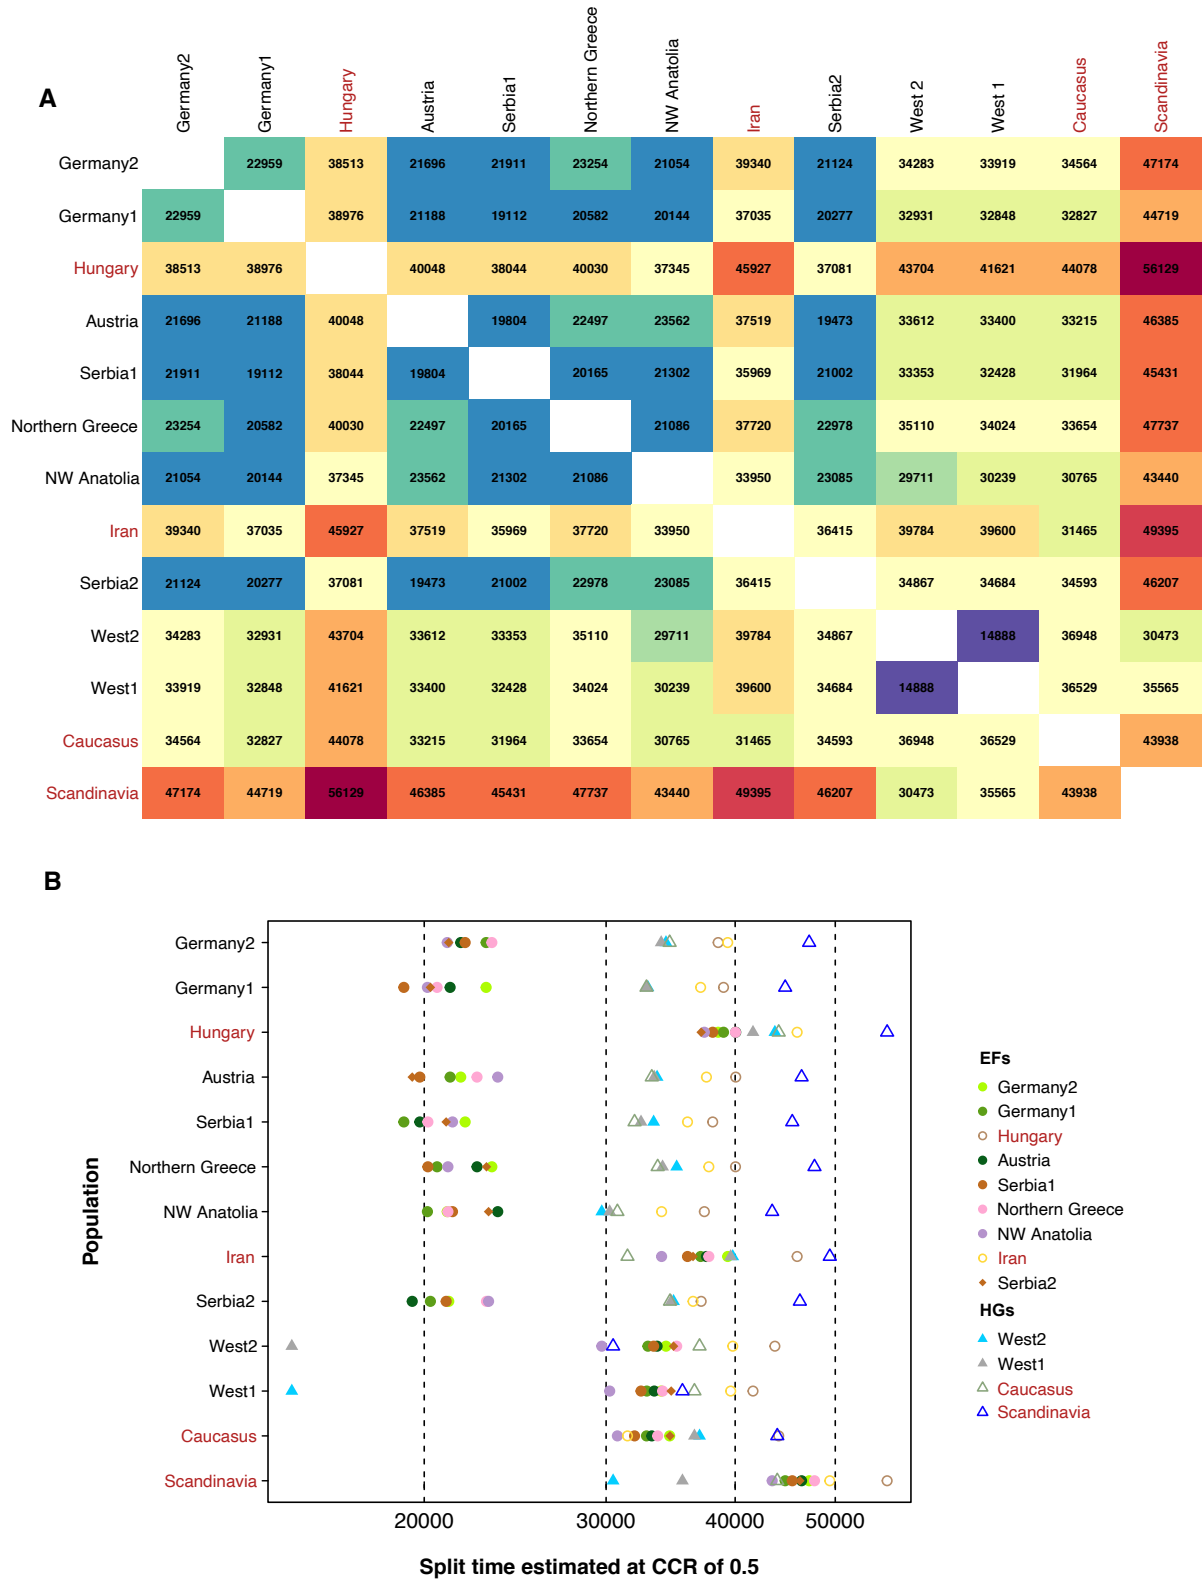 A
Germany2 Germany1 Hungary Austria Serbia1 Northern Greece NW Anatolia Iran Serbia2 West 2 West 1 Caucasus Scandinavia
Germany2 22959 38513 21696 21911 23254 21054 39340 21124 34283 33919 34564 47174
Germany1 22959 38976 21188 19112 20582 20144 37035 20277 32931 32848 32827 44719
Hungary 38513 38976 40048 38044 40030 37345 45927 37081 43704 41621 44078 56129
Austria 21696 21188 40048 19804 22497 23562 37519 19473 33612 33400 33215 46385
Serbia1 21911 19112 38044 19804 20165 21302 35969 21002 33353 32428 31964 45431
Northern Greece 23254 20582 40030 22497 20165 21086 37720 22978 35110 34024 33654 47737
NW Anatolia 21054 20144 37345 23562 21302 21086 33950 23085 29711 30239 30765 43440
Iran 39340 37035 45927 37519 35969 37720 33950 36415 39784 39600 31465 49395
Serbia2 21124 20277 37081 19473 21002 22978 23085 36415 34867 34684 34593 46207
West2 34283 32931 43704 33612 33353 35110 29711 39784 34867 14888 36948 30473
West1 33919 32848 41621 33400 32428 34024 30239 39600 34684 14888 36529 35565
Caucasus 34564 32827 44078 33215 31964 33654 30765 31465 34593 36948 36529 43938
Scandinavia 47174 44719 56129 46385 45431 47737 43440 49395 46207 30473 35565 43938
B
Population
Germany2
Germany1
Hungary
Austria
Serbia1
Northern Greece
NW Anatolia
Iran
Serbia2
West2
West1
Caucasus
Scandinavia
20000 30000 40000 50000
Split time estimated at CCR of 0.5
EFs
Germany2
Germany1
Hungary
Austria
Serbia1
Northern Greece
NW Anatolia
Iran
Serbia2
HGs
West2
West1
Caucasus
Scandinavia